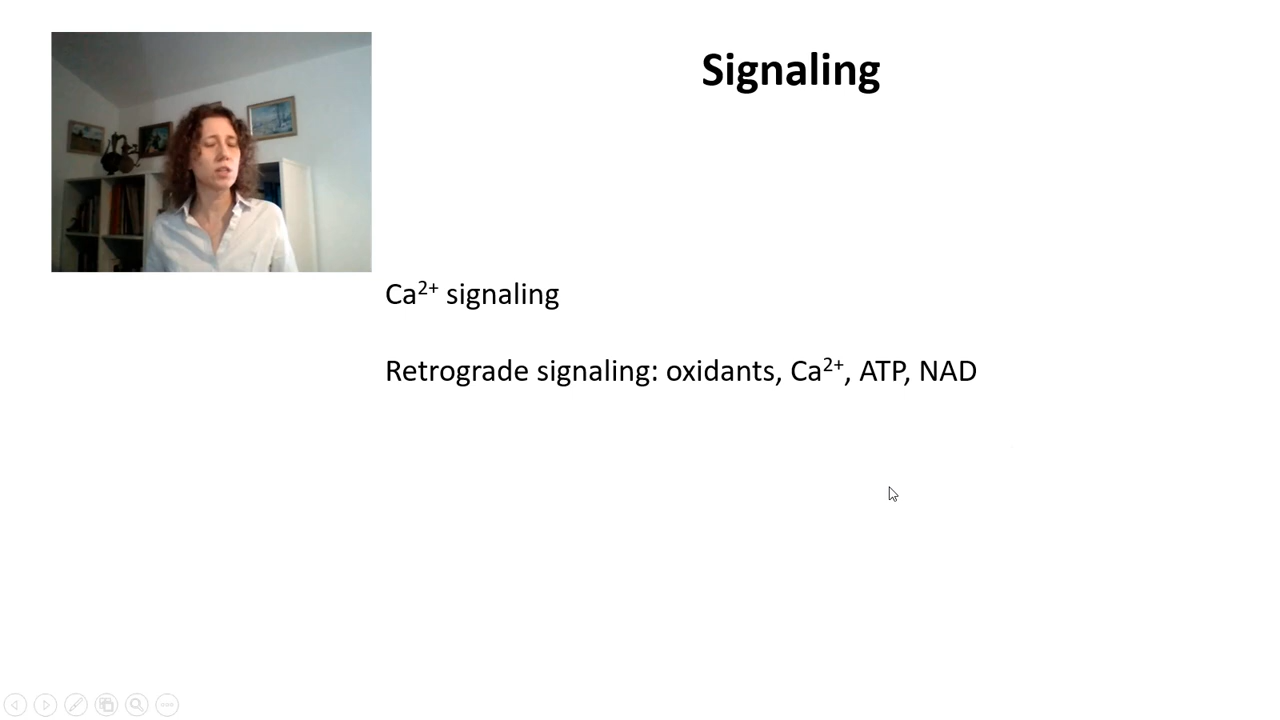 Signaling
Ca²⁺ signaling
Retrograde signaling: oxidants, Ca²⁺, ATP, NAD